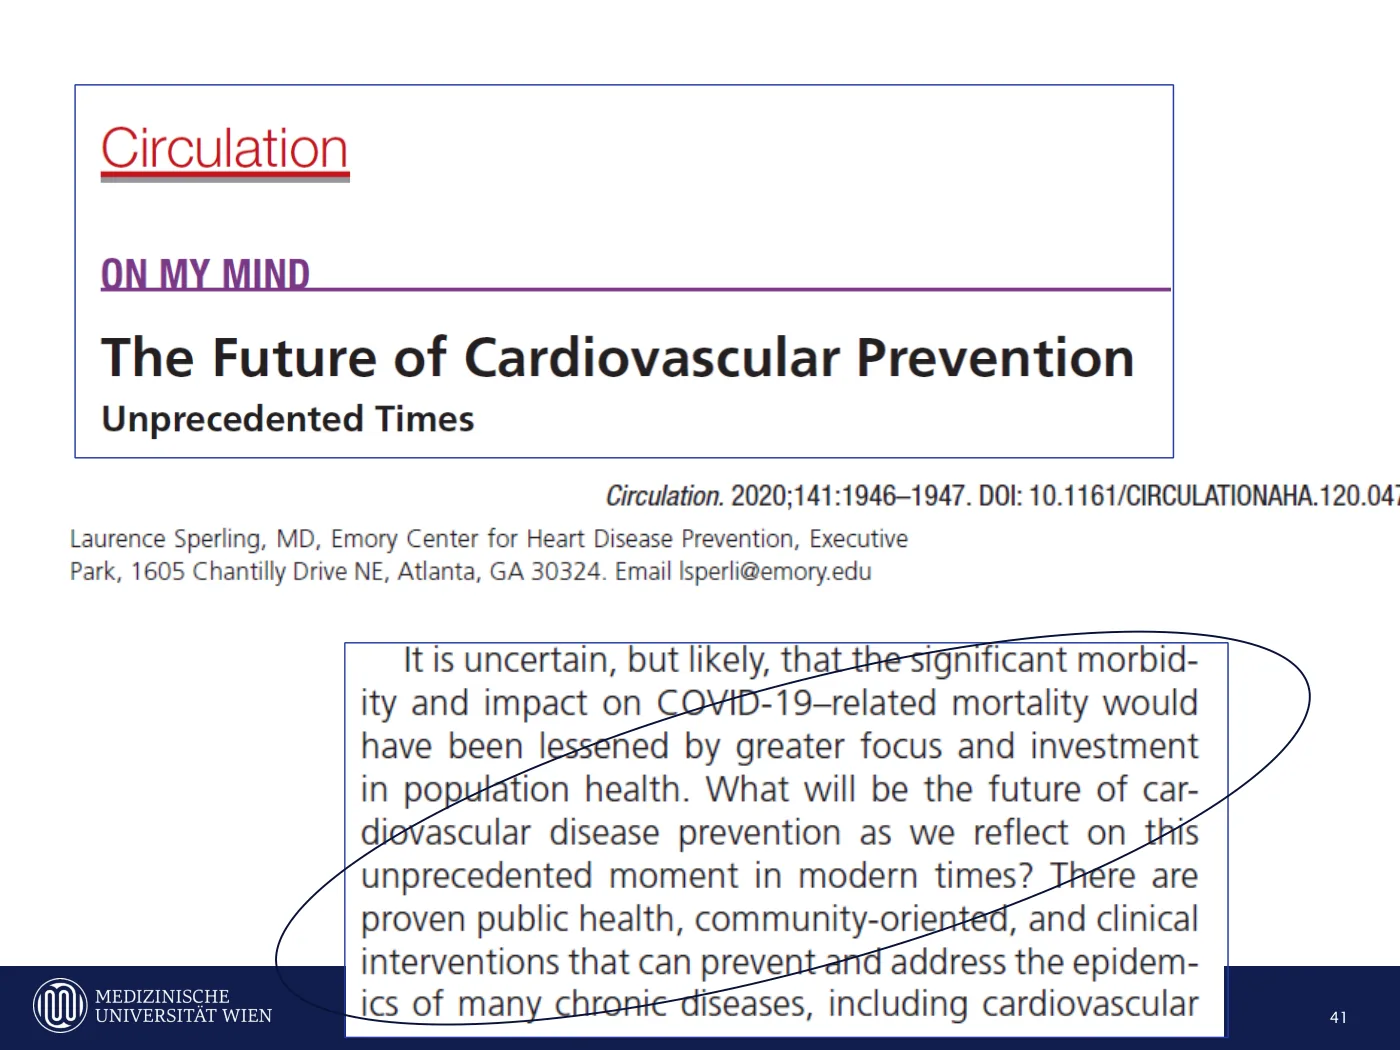 Circulation
ON MY MIND
The Future of Cardiovascular Prevention
Unprecedented Times
Circulation. 2020;141:1946–1947. DOI: 10.1161/CIRCULATIONAHA.120.047
Laurence Sperling, MD, Emory Center for Heart Disease Prevention, Executive
Park, 1605 Chantilly Drive NE, Atlanta, GA 30324. Email lsperli@emory.edu
It is uncertain, but likely, that the significant morbid-
ity and impact on COVID-19–related mortality would
have been lessened by greater focus and investment
in population health. What will be the future of car-
diovascular disease prevention as we reflect on this
unprecedented moment in modern times? There are
proven public health, community-oriented, and clinical
interventions that can prevent and address the epidem-
ics of many chronic diseases, including cardiovascular
MEDIZINISCHE
UNIVERSITÄT WIEN
41